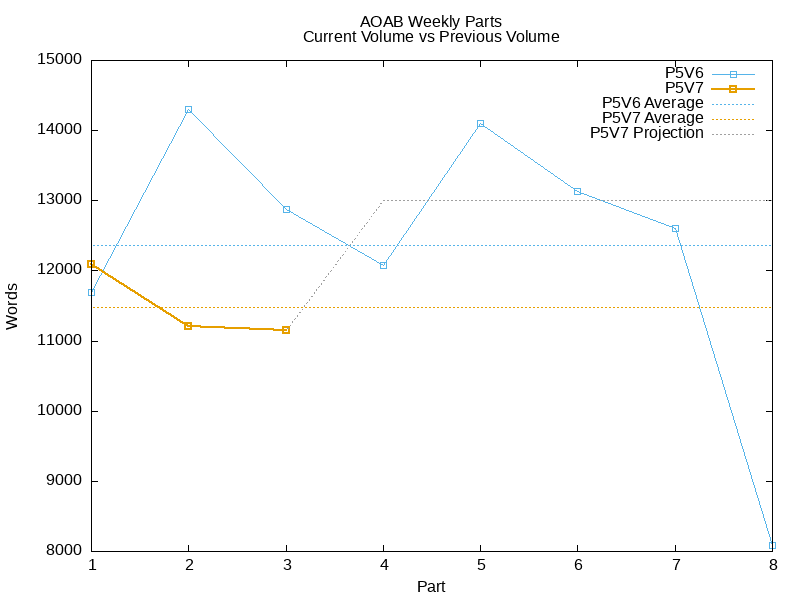 AOAB Weekly Parts
Current Volume vs Previous Volume
15000
14000
13000
12000
11000
10000
9000
8000
Words
P5V6
P5V7
P5V6 Average
P5V7 Average
P5V7 Projection
1 2 3 4 5 6 7 8
Part